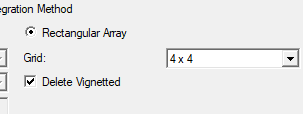 egration Method
Rectangular Array
Grid: 4 x 4
Delete Vignetted